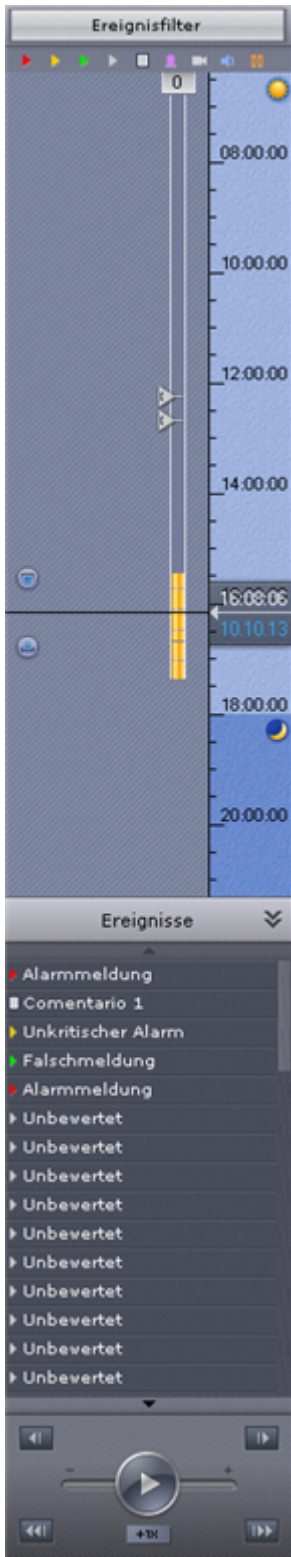 Ereignisfilter
0
08:00:00
10:00:00
12:00:00
14:00:00
16:08:06
10.10.13
18:00:00
20:00:00
Ereignisse
Alarmmeldung
Comentario 1
Unkritischer Alarm
Falschmeldung
Alarmmeldung
Unbewertet
Unbewertet
Unbewertet
Unbewertet
Unbewertet
Unbewertet
Unbewertet
Unbewertet
Unbewertet
Unbewertet
- +
+1X